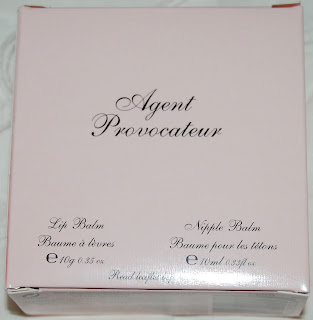 Agent
Provocateur
Lip Balm
Baume à lèvres
℮ 10g 0.35 oz
Nipple Balm
Baume pour les tétons
℮ 10ml 0.33fl oz
Read leaflet